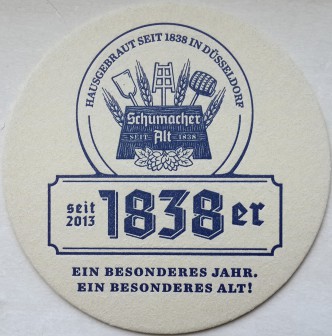 HAUSGEBRAUT SEIT 1838 IN DÜSSELDORF
Schumacher
SEIT Alt 1838
seit
2013
1838er
EIN BESONDERES JAHR.
EIN BESONDERES ALT!